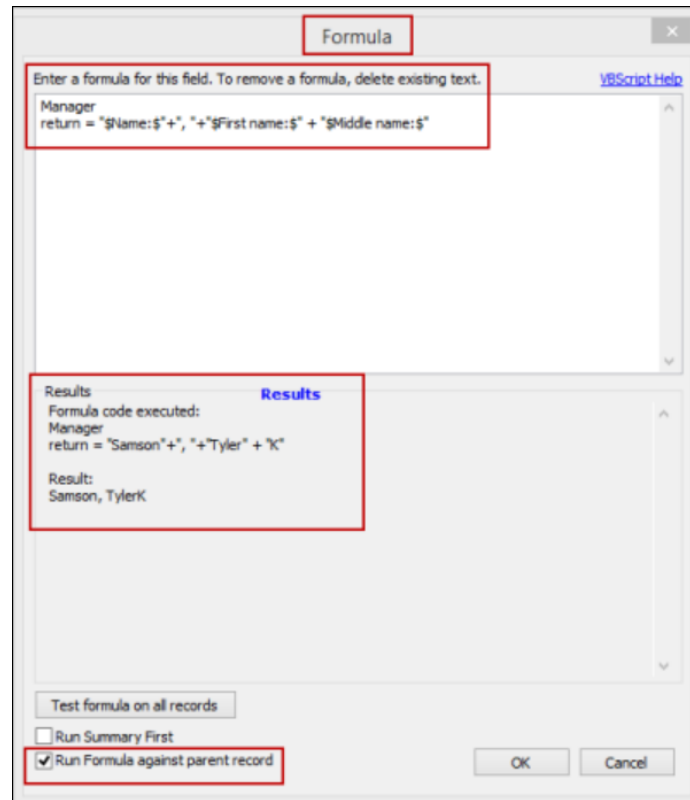 Formula
Enter a formula for this field. To remove a formula, delete existing text.
VBScript Help
Manager
return = "$Name:$"+", "+"$First name:$" + "$Middle name:$"
Results
Results
Formula code executed:
Manager
return = "Samson"+", "+"Tyler" + "K"
Result:
Samson, TylerK
Test formula on all records
Run Summary First
Run Formula against parent record
OK
Cancel